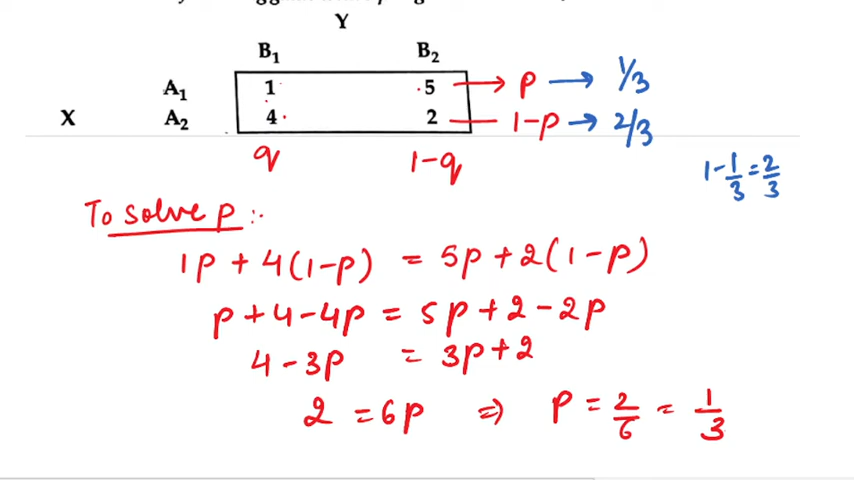 Y
B₁ B₂
A₁ 1 5 → p → 1/3
X A₂ 4 2 — 1-p → 2/3
q 1-q
1-1/3=2/3
To solve p :-
1p + 4(1-p) = 5p + 2(1-p)
p + 4 - 4p = 5p + 2 - 2p
4 - 3p = 3p + 2
2 = 6p ⇒ p = 2/6 = 1/3